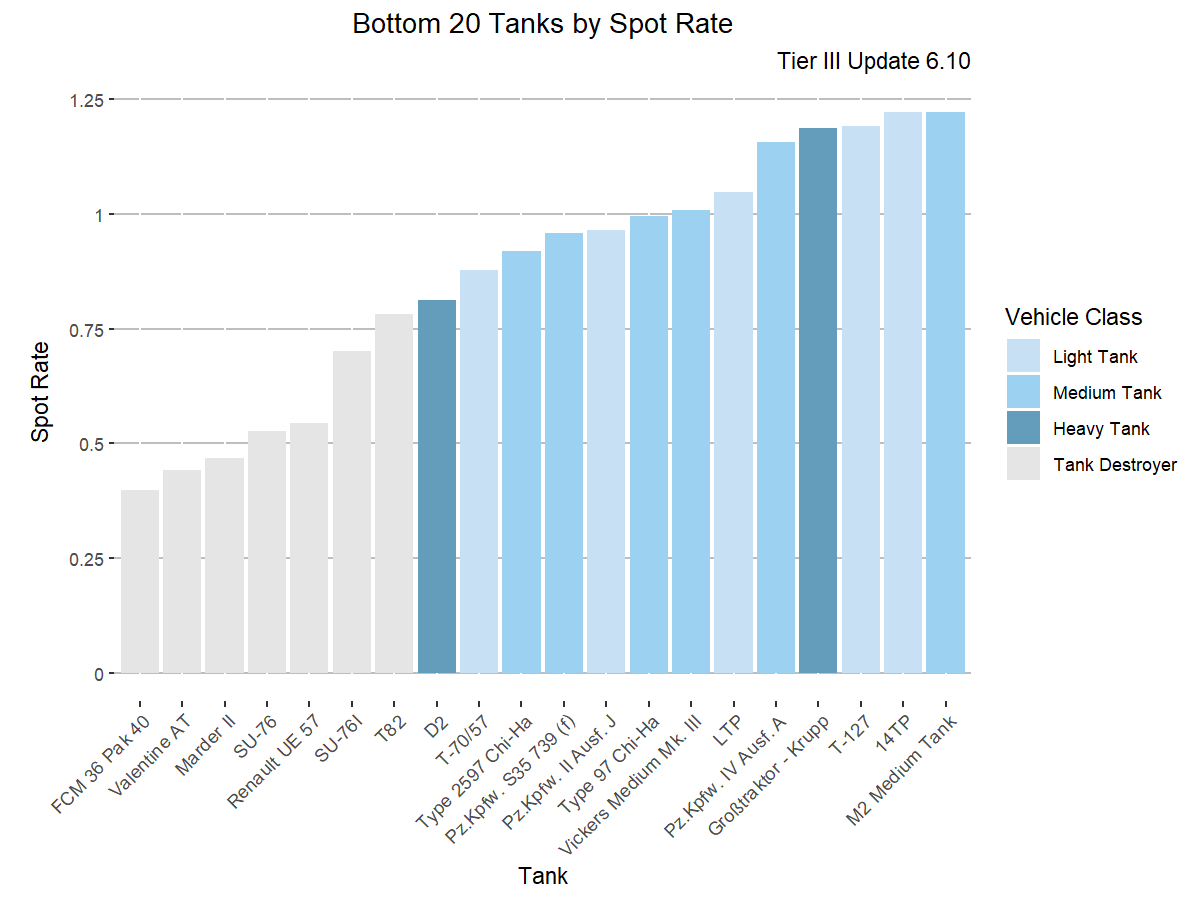 Bottom 20 Tanks by Spot Rate
Tier III Update 6.10
1.25
1
0.75
0.5
0.25
0
Spot Rate
FCM 36 Pak 40
Valentine AT
Marder II
SU-76
Renault UE 57
SU-76I
T82
D2
T-70/57
Type 2597 Chi-Ha
Pz.Kpfw. S35 739 (f)
Pz.Kpfw. II Ausf. J
Type 97 Chi-Ha
Vickers Medium Mk. III
LTP
Pz.Kpfw. IV Ausf. A
Großtraktor - Krupp
T-127
14TP
M2 Medium Tank
Tank
Vehicle Class
Light Tank
Medium Tank
Heavy Tank
Tank Destroyer